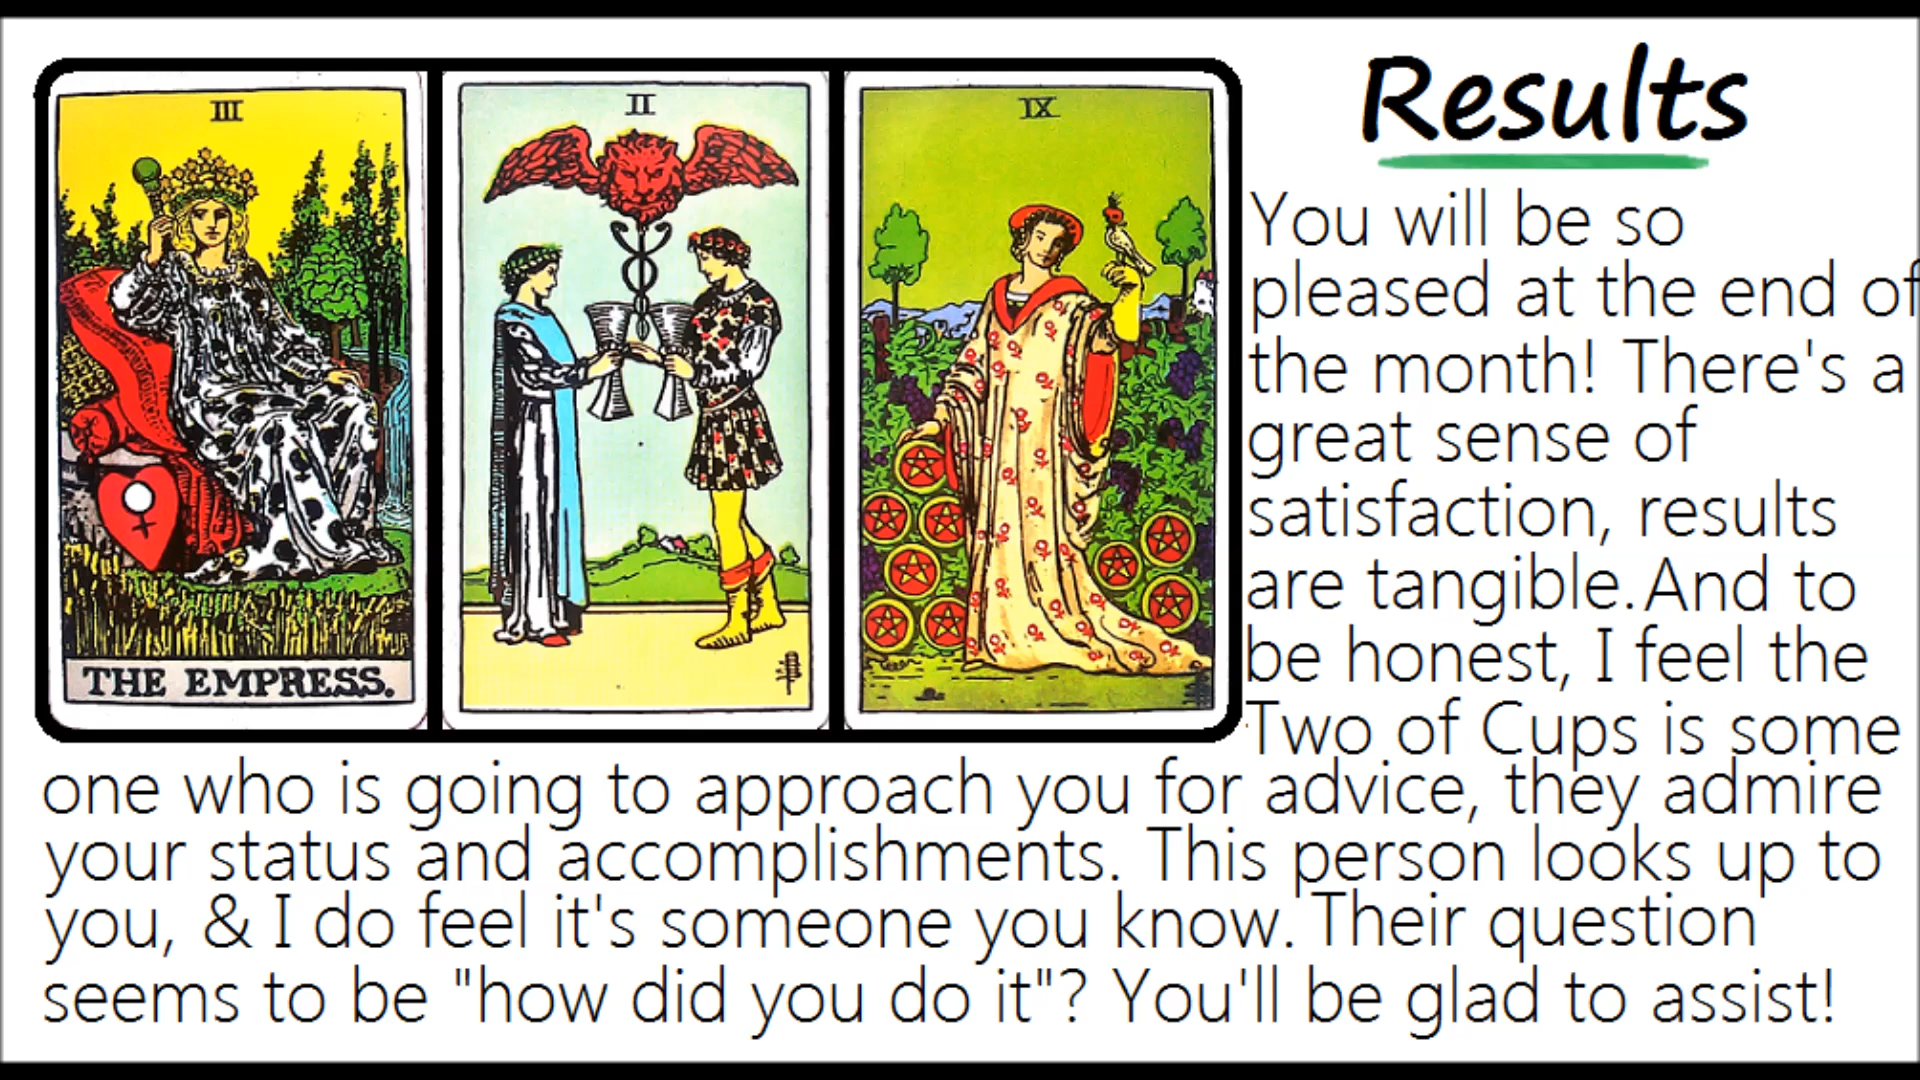 III
II
IX
THE EMPRESS.
Results
You will be so
pleased at the end of
the month! There's a
great sense of
satisfaction, results
are tangible. And to
be honest, I feel the
Two of Cups is some
one who is going to approach you for advice, they admire
your status and accomplishments. This person looks up to
you, & I do feel it's someone you know. Their question
seems to be "how did you do it"? You'll be glad to assist!